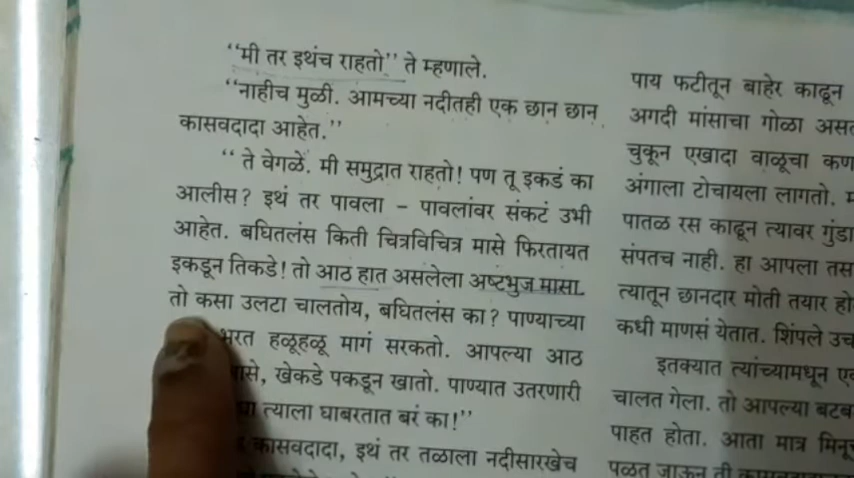 “मी तर इथंच राहतो” ते म्हणाले.
“नाहीच मुळी. आमच्या नदीतही एक छान छान
कासवदादा आहेत.”
“ ते वेगळे. मी समुद्रात राहतो! पण तू इकडं का
आलीस? इथं तर पावला – पावलांवर संकटं उभी
आहेत. बघितलंस किती चित्रविचित्र मासे फिरतायत
इकडून तिकडे! तो आठ हात असलेला अष्टभुज मासा.
तो कसा उलटा चालतोय, बघितलंस का? पाण्याच्या
हळूहळू मागं सरकतो. आपल्या आठ
खेकडे पकडून खातो. पाण्यात उतरणारी
त्याला घाबरतात बरं का!”
कासवदादा, इथं तर तळाला नदीसारखेच
पाय फटीतून बाहेर काढून
अगदी मांसाचा गोळा
चुकून एखादा वाळूचा कण
अंगाला टोचायला लागतो.
पातळ रस काढून त्यावर
संपतच नाही. हा आपला
त्यातून छानदार मोती तयार
कधी माणसं येतात. शिंपले
इतक्यात त्यांच्यामधून
चालत गेला. तो आपल्या
पाहत होता. आता मात्र
पळत जाऊन ती